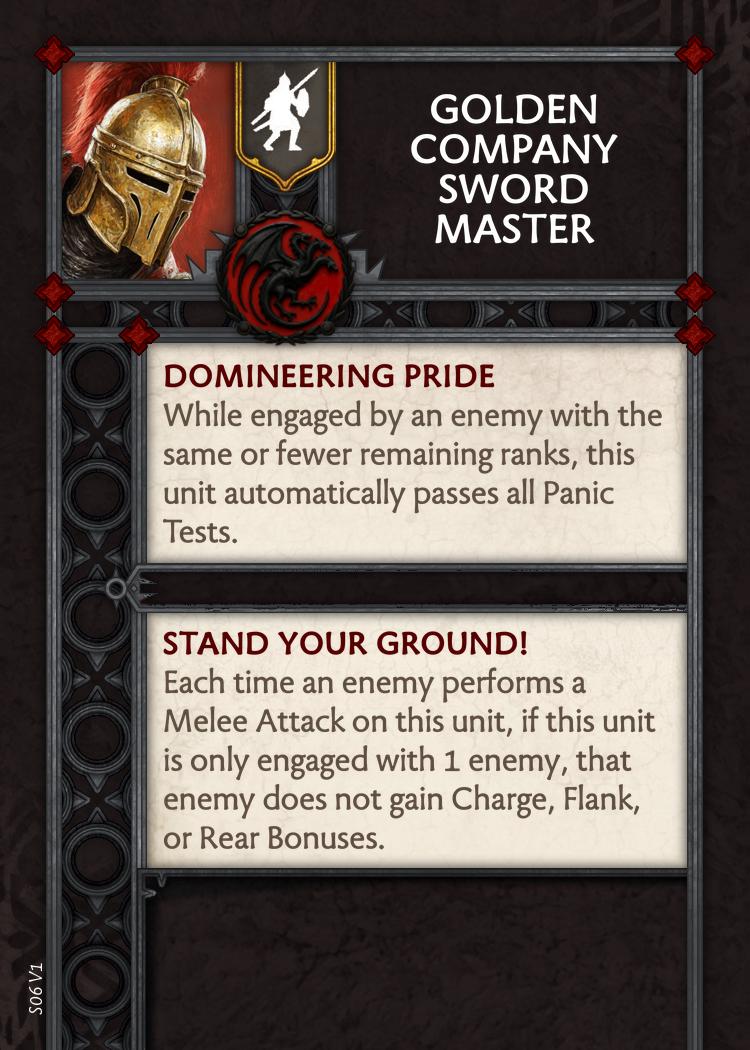 GOLDEN
COMPANY
SWORD
MASTER
DOMINEERING PRIDE
While engaged by an enemy with the
same or fewer remaining ranks, this
unit automatically passes all Panic
Tests.
STAND YOUR GROUND!
Each time an enemy performs a
Melee Attack on this unit, if this unit
is only engaged with 1 enemy, that
enemy does not gain Charge, Flank,
or Rear Bonuses.
S06 V1